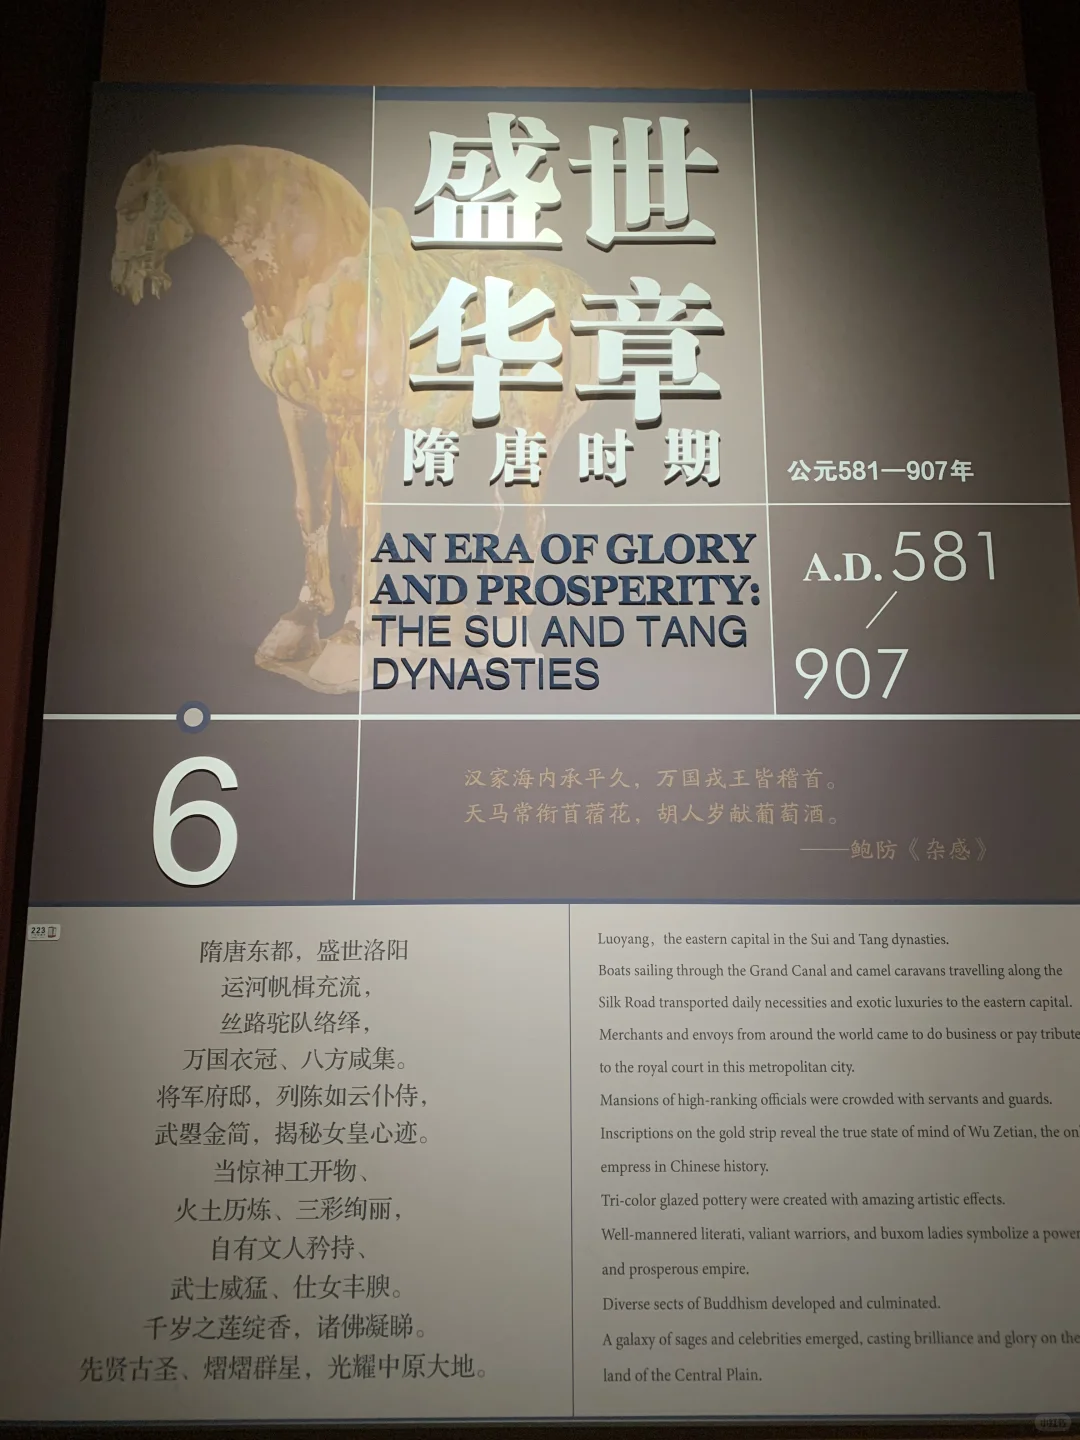 盛世
华章
隋唐时期
公元581—907年
AN ERA OF GLORY
AND PROSPERITY:
THE SUI AND TANG
DYNASTIES
A.D. 581
/
907
6
汉家海内承平久，万国戎王皆稽首。
天马常衔苜蓿花，胡人岁献葡萄酒。
——鲍防《杂感》
223
隋唐东都，盛世洛阳
运河帆楫充流，
丝路驼队络绎，
万国衣冠、八方咸集。
将军府邸，列陈如云仆侍，
武曌金简，揭秘女皇心迹。
当惊神工开物、
火土历炼、三彩绚丽，
自有文人矜持、
武士威猛、仕女丰腴。
千岁之莲绽香，诸佛凝睇。
先贤古圣、熠熠群星，光耀中原大地。
Luoyang, the eastern capital in the Sui and Tang dynasties.
Boats sailing through the Grand Canal and camel caravans travelling along the
Silk Road transported daily necessities and exotic luxuries to the eastern capital.
Merchants and envoys from around the world came to do business or pay tribute
to the royal court in this metropolitan city.
Mansions of high-ranking officials were crowded with servants and guards.
Inscriptions on the gold strip reveal the true state of mind of Wu Zetian, the
empress in Chinese history.
Tri-color glazed pottery were created with amazing artistic effects.
Well-mannered literati, valiant warriors, and buxom ladies symbolize a
and prosperous empire.
Diverse sects of Buddhism developed and culminated.
A galaxy of sages and celebrities emerged, casting brilliance and glory on the
land of the Central Plain.
小红书